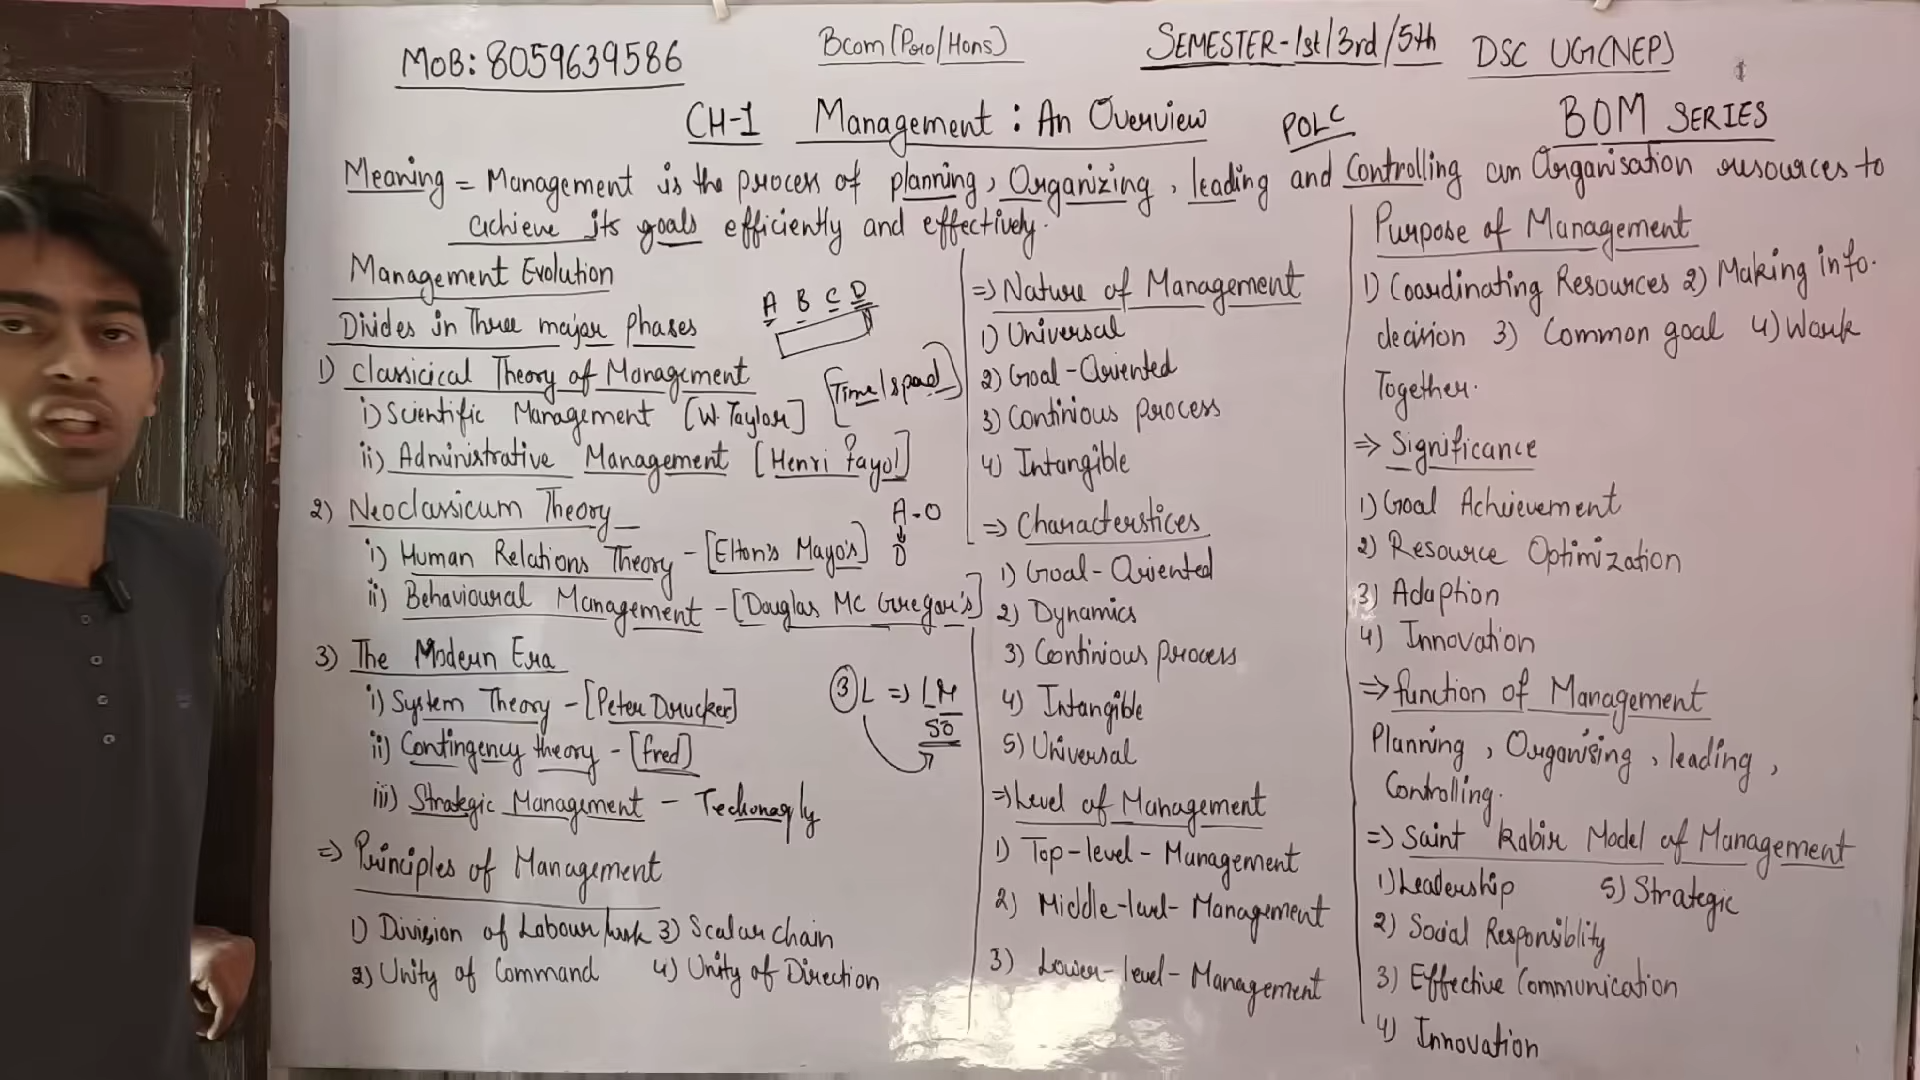 MOB: 8059639586
Bcom (Pro/Hons)
SEMESTER-1st/3rd/5th
DSC UG(NEP)
CH-1 Management : An Overview
POLC
BOM SERIES
Meaning = Management is the process of planning, Organizing, leading and Controlling an Organisation resources to
achieve its goals efficiently and effectively.
Management Evolution
Divides in Three major Phases
A B C D
1) Classicical Theory of Management
i) Scientific Management [W. Taylor]
[Time/spead]
ii) Administrative Management [Henri Fayol]
2) Neoclassicum Theory
A-O
D
i) Human Relations Theory - [Elton's Mayo's]
ii) Behavioural Management - [Douglas MC Gregor's]
3) The Modern Era
i) System Theory - [Peter Drucker]
3 L => LM
50
ii) Contingency theory - [Fred]
iii) Strategic Management - Techonogly
=> Principles of Management
1) Division of Labour/work 3) Scalar chain
2) Unity of Command 4) Unity of Direction
=> Nature of Management
1) Universal
2) Goal-Oriented
3) Continious process
4) Intangible
=> Characterstices
1) Goal-Oriented
2) Dynamics
3) Continious process
4) Intangible
5) Universal
=> Level of Management
1) Top-level-Management
2) Middle-level-Management
3) Lower-level-Management
Purpose of Management
1) Coordinating Resources 2) Making info.
decision 3) Common goal 4) Work
Together.
=> Significance
1) Goal Achievement
2) Resource Optimization
3) Adaption
4) Innovation
=> function of Management
Planning, Organising, leading,
Controlling.
=> Saint Kabir Model of Management
1) Leadership 5) Strategic
2) Social Responsiblity
3) Effective Communication
4) Innovation